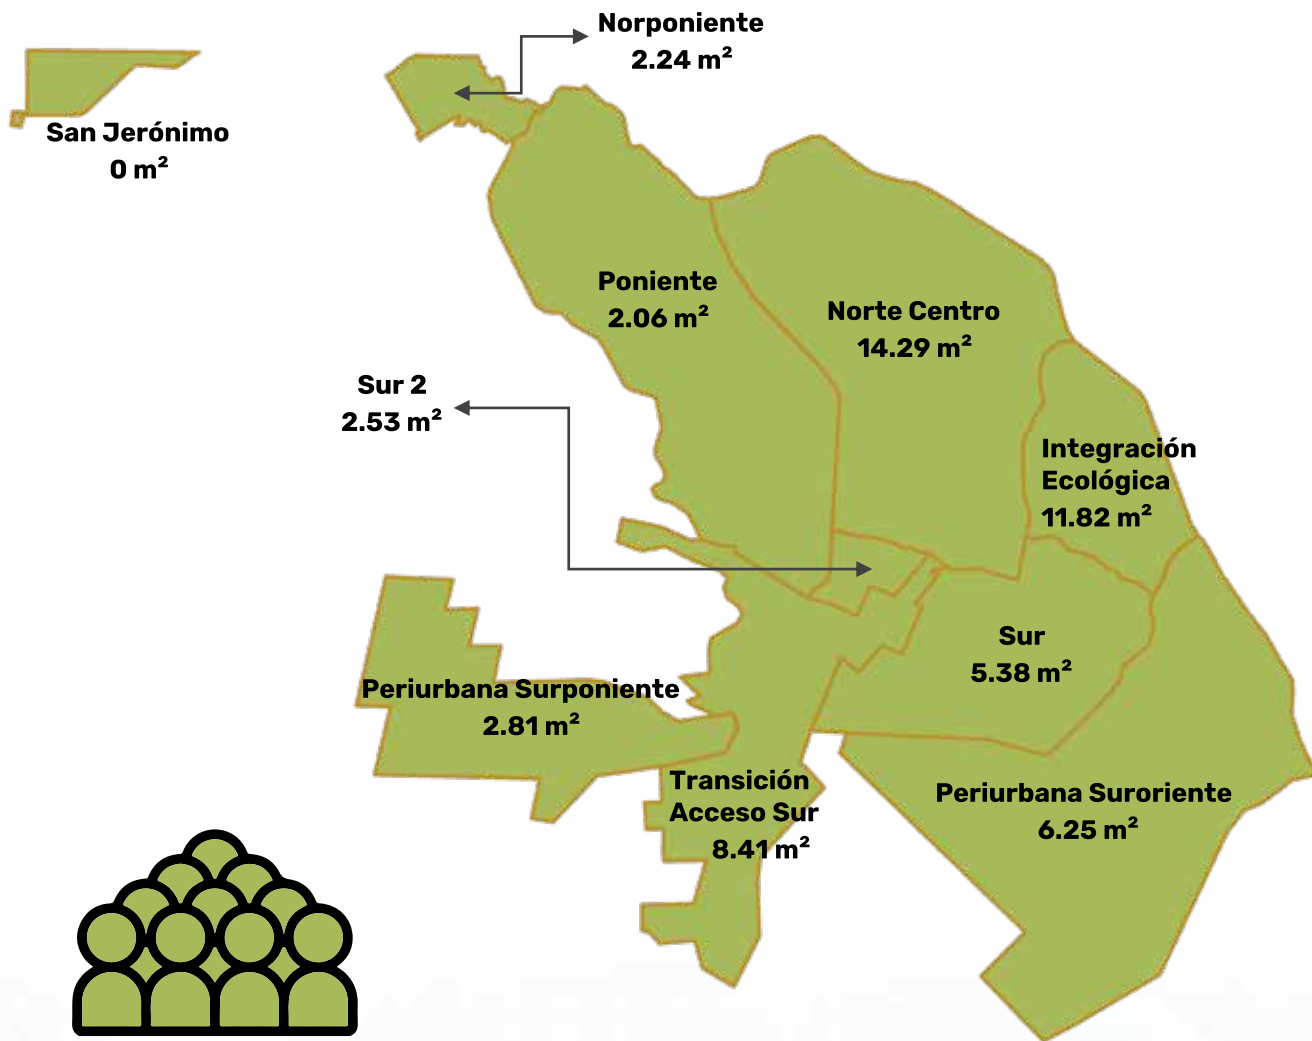 Norponiente
2.24 m²
San Jerónimo
0 m²
Poniente
2.06 m²
Norte Centro
14.29 m²
Sur 2
2.53 m²
Integración
Ecológica
11.82 m²
Sur
5.38 m²
Periurbana Surponiente
2.81 m²
Transición
Acceso Sur
8.41 m²
Periurbana Suroriente
6.25 m²